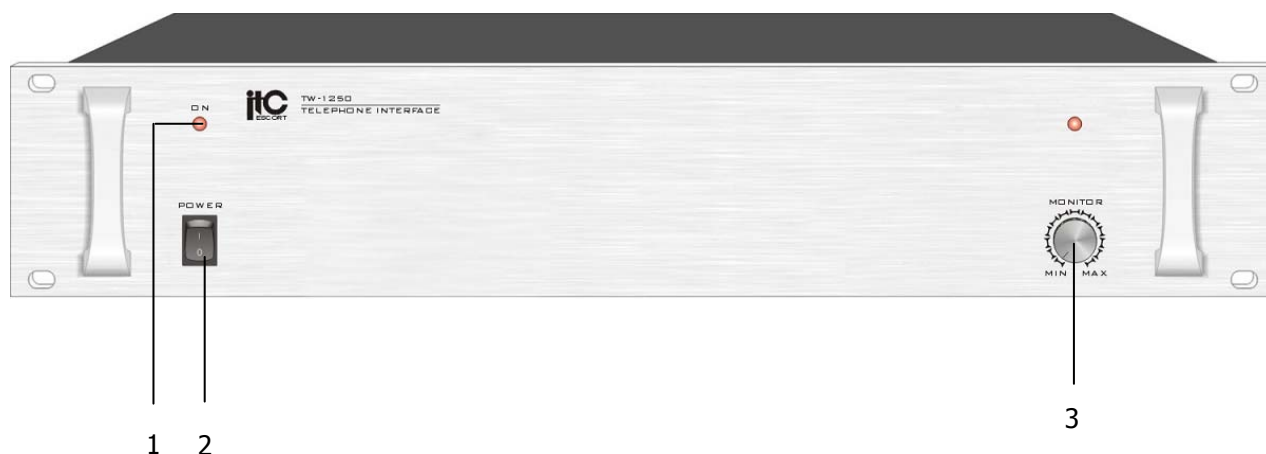 ON
itC
ESCORT
TW-1250
TELEPHONE INTERFACE
POWER
I
0
MONITOR
MIN MAX
1 2
3